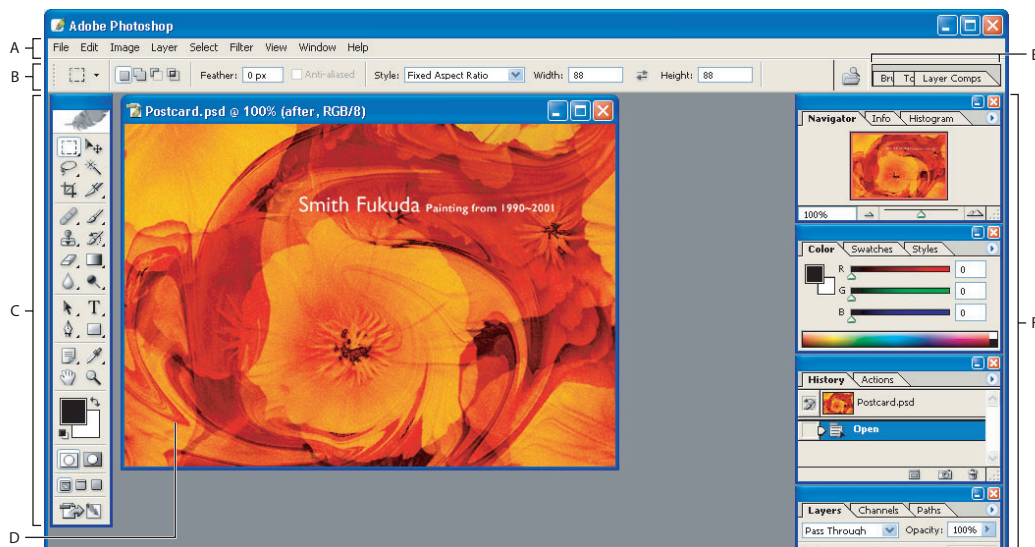 Adobe Photoshop
A
File Edit Image Layer Select Filter View Window Help
B
Feather: 0 px Anti-aliased Style: Fixed Aspect Ratio Width: 88 Height: 88
Layer Comps
C
Postcard.psd @ 100% (after, RGB/8)
Smith Fukuda Painting from 1990~2001
T
D
Navigator Info Histogram
100%
Color Swatches Styles
R 0
G 0
B 0
History Actions
Postcard.psd
Open
Layers Channels Paths
Pass Through Opacity: 100%